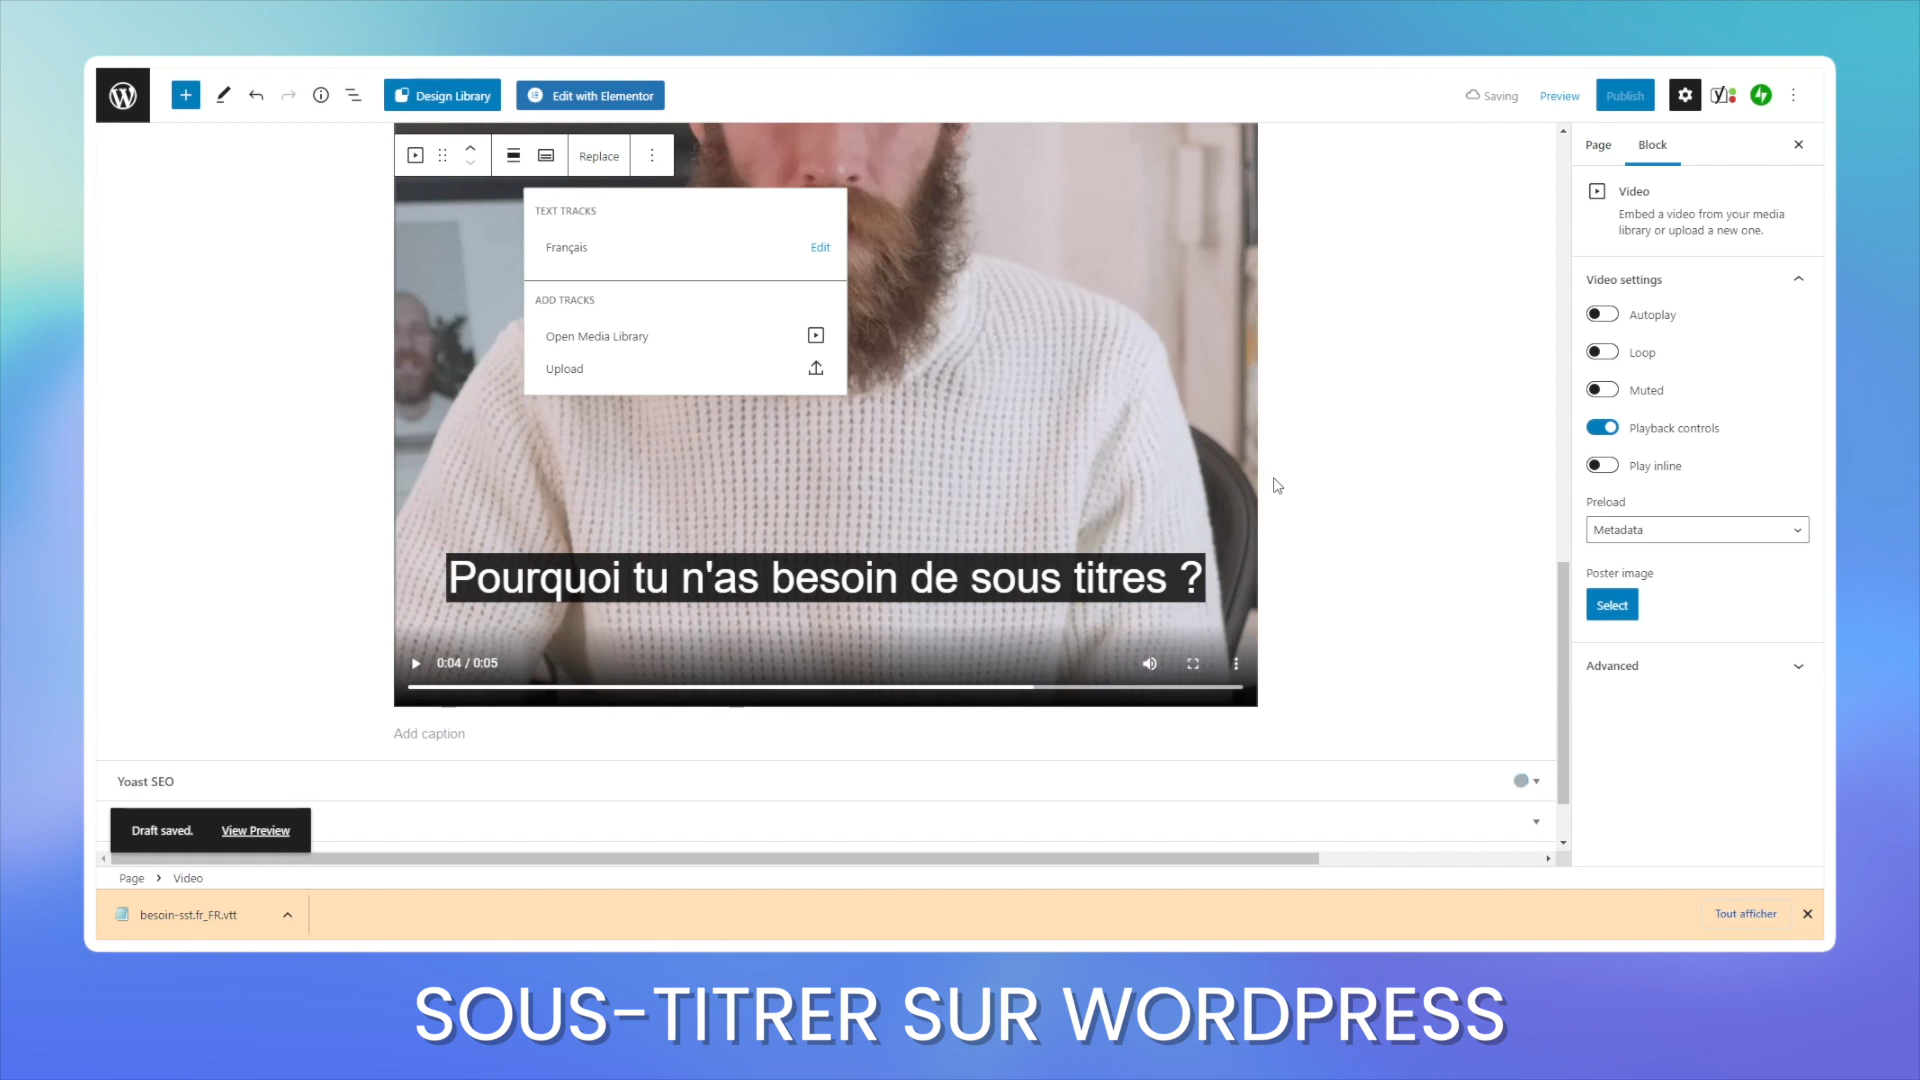 Design Library
Edit with Elementor
Saving
Preview
Publish
Replace
TEXT TRACKS
Français
Edit
ADD TRACKS
Open Media Library
Upload
Pourquoi tu n'as besoin de sous titres ?
0:04 / 0:05
Add caption
Page
Block
Video
Embed a video from your media
library or upload a new one.
Video settings
Autoplay
Loop
Muted
Playback controls
Play inline
Preload
Metadata
Poster image
Select
Advanced
Yoast SEO
Draft saved.
View Preview
Page
Video
besoin-sst.fr_FR.vtt
Tout afficher
SOUS-TITRER SUR WORDPRESS